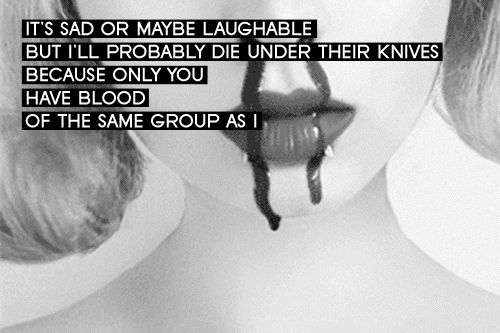 IT'S SAD OR MAYBE LAUGHABLE
BUT I'LL PROBABLY DIE UNDER THEIR KNIVES
BECAUSE ONLY YOU
HAVE BLOOD
OF THE SAME GROUP AS I